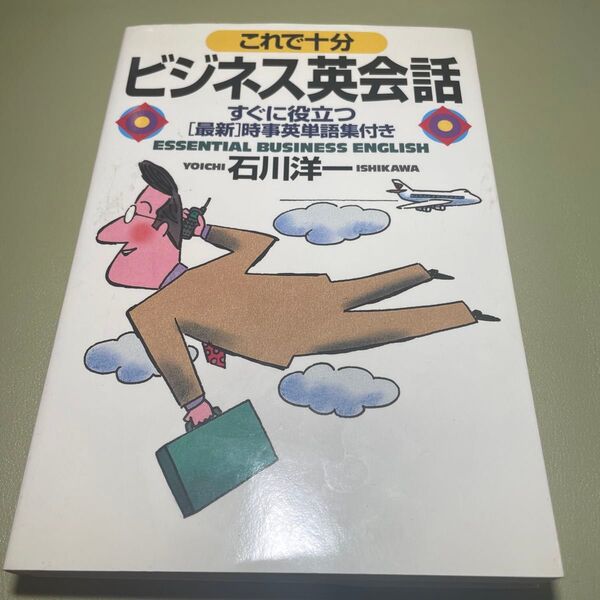 これで十分
ビジネス英会話
すぐに役立つ
[最新]時事英単語集付き
ESSENTIAL BUSINESS ENGLISH
YOICHI 石川洋一 ISHIKAWA